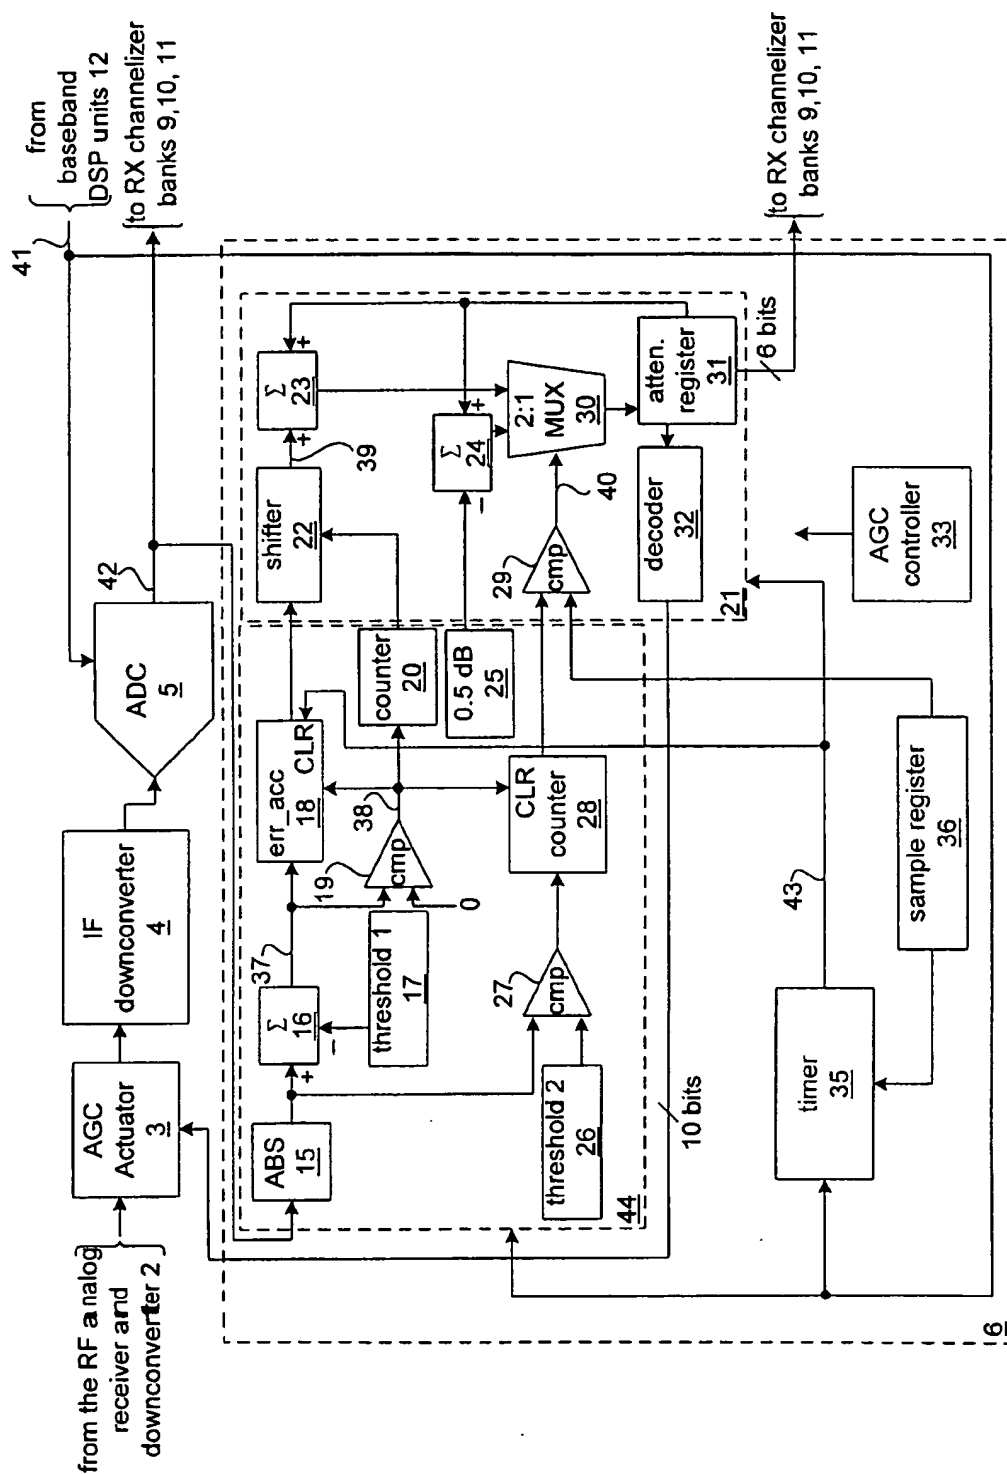 from the RF analog
receiver and
downconverter 2
AGC
Actuator
3
IF
downconverter
4
ADC
5
42
41
from
baseband
DSP units 12
to RX channelizer
banks 9,10, 11
ABS
15
+
Σ
16
−
37
threshold 1
17
err_acc
18
CLR
19
cmp
0
38
counter
20
shifter
22
39
+
Σ
23
+
0.5 dB
25
−
Σ
24
+
2:1
MUX
30
threshold 2
26
27
cmp
CLR
counter
28
29
cmp
40
atten.
register
31
decoder
32
6 bits
to RX channelizer
banks 9,10, 11
44
10 bits
21
timer
35
43
sample register
36
AGC
controller
33
6